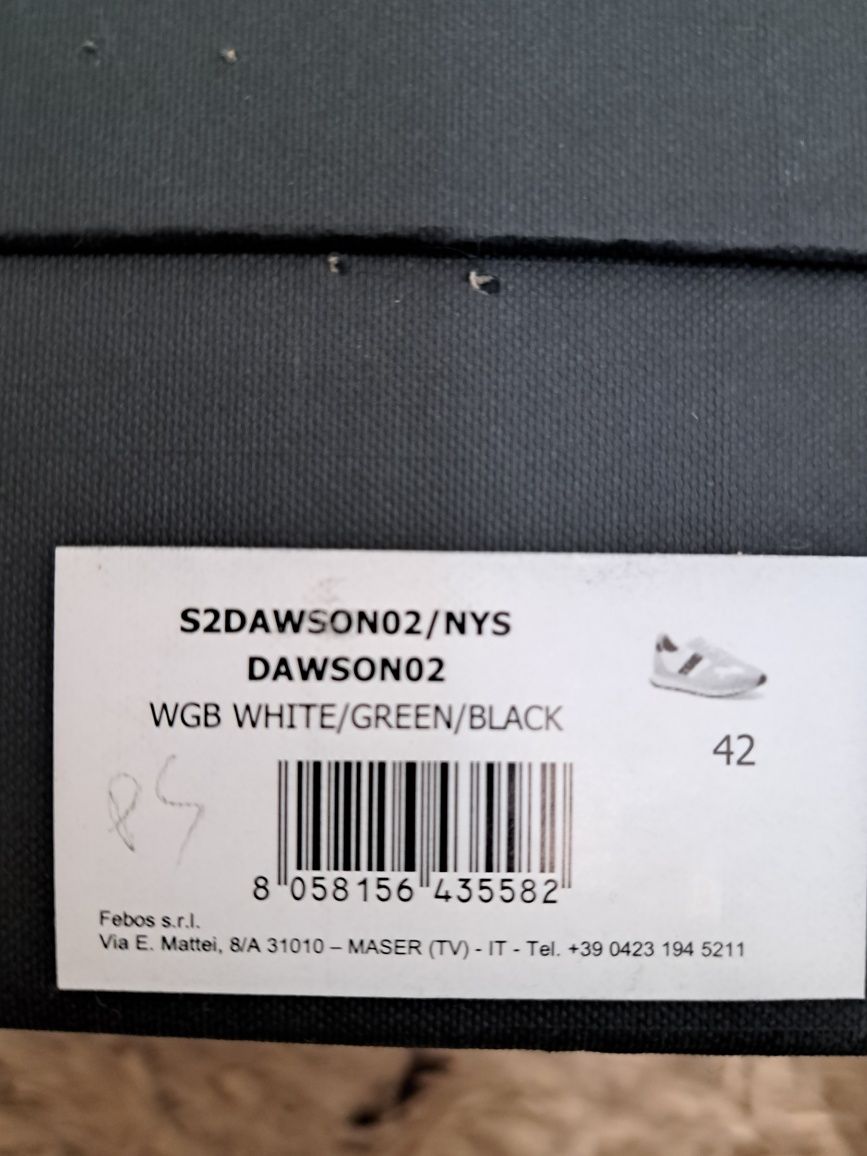 S2DAWSON02/NYS
DAWSON02
WGB WHITE/GREEN/BLACK
42
8 058156 435582
Febos s.r.l.
Via E. Mattei, 8/A 31010 – MASER (TV) - IT - Tel. +39 0423 194 5211